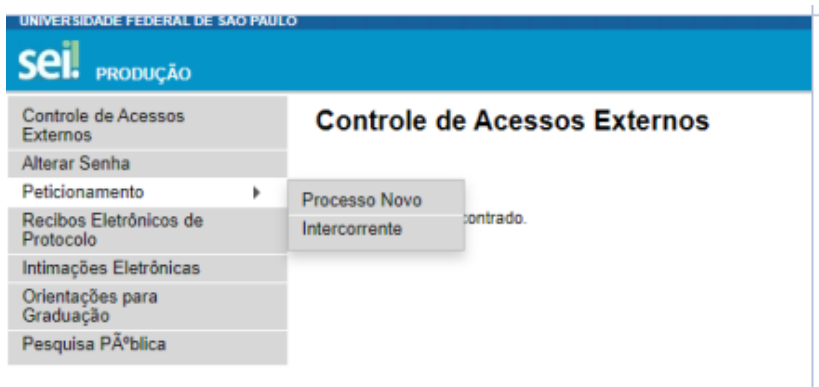 UNIVERSIDADE FEDERAL DE SÃO PAULO
sei! PRODUÇÃO
Controle de Acessos
Externos
Alterar Senha
Peticionamento
Recibos Eletrônicos de
Protocolo
Intimações Eletrônicas
Orientações para
Graduação
Pesquisa PÃºblica
Controle de Acessos Externos
Processo Novo
Intercorrente
contrado.